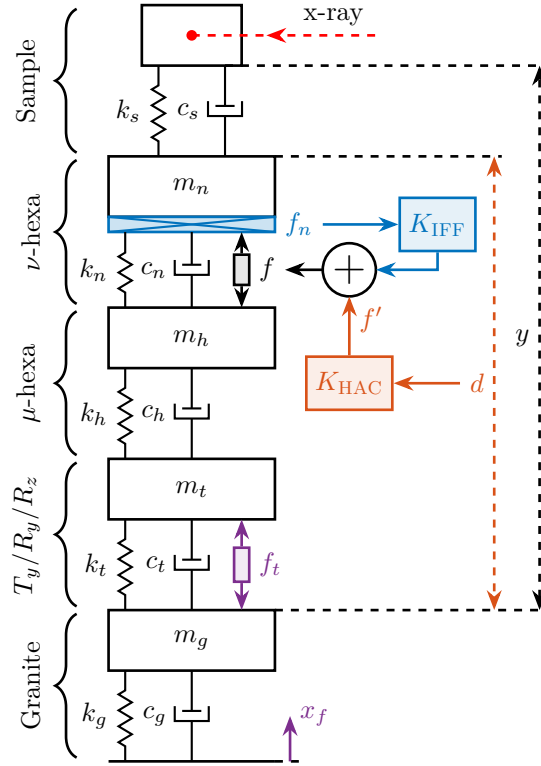 x-ray
Sample
k_s
c_s
m_n
ν-hexa
f_n
K_IFF
k_n
c_n
f
+
y
m_h
f′
μ-hexa
K_HAC
d
k_h
c_h
m_t
T_y/R_y/R_z
k_t
c_t
f_t
m_g
Granite
k_g
c_g
x_f